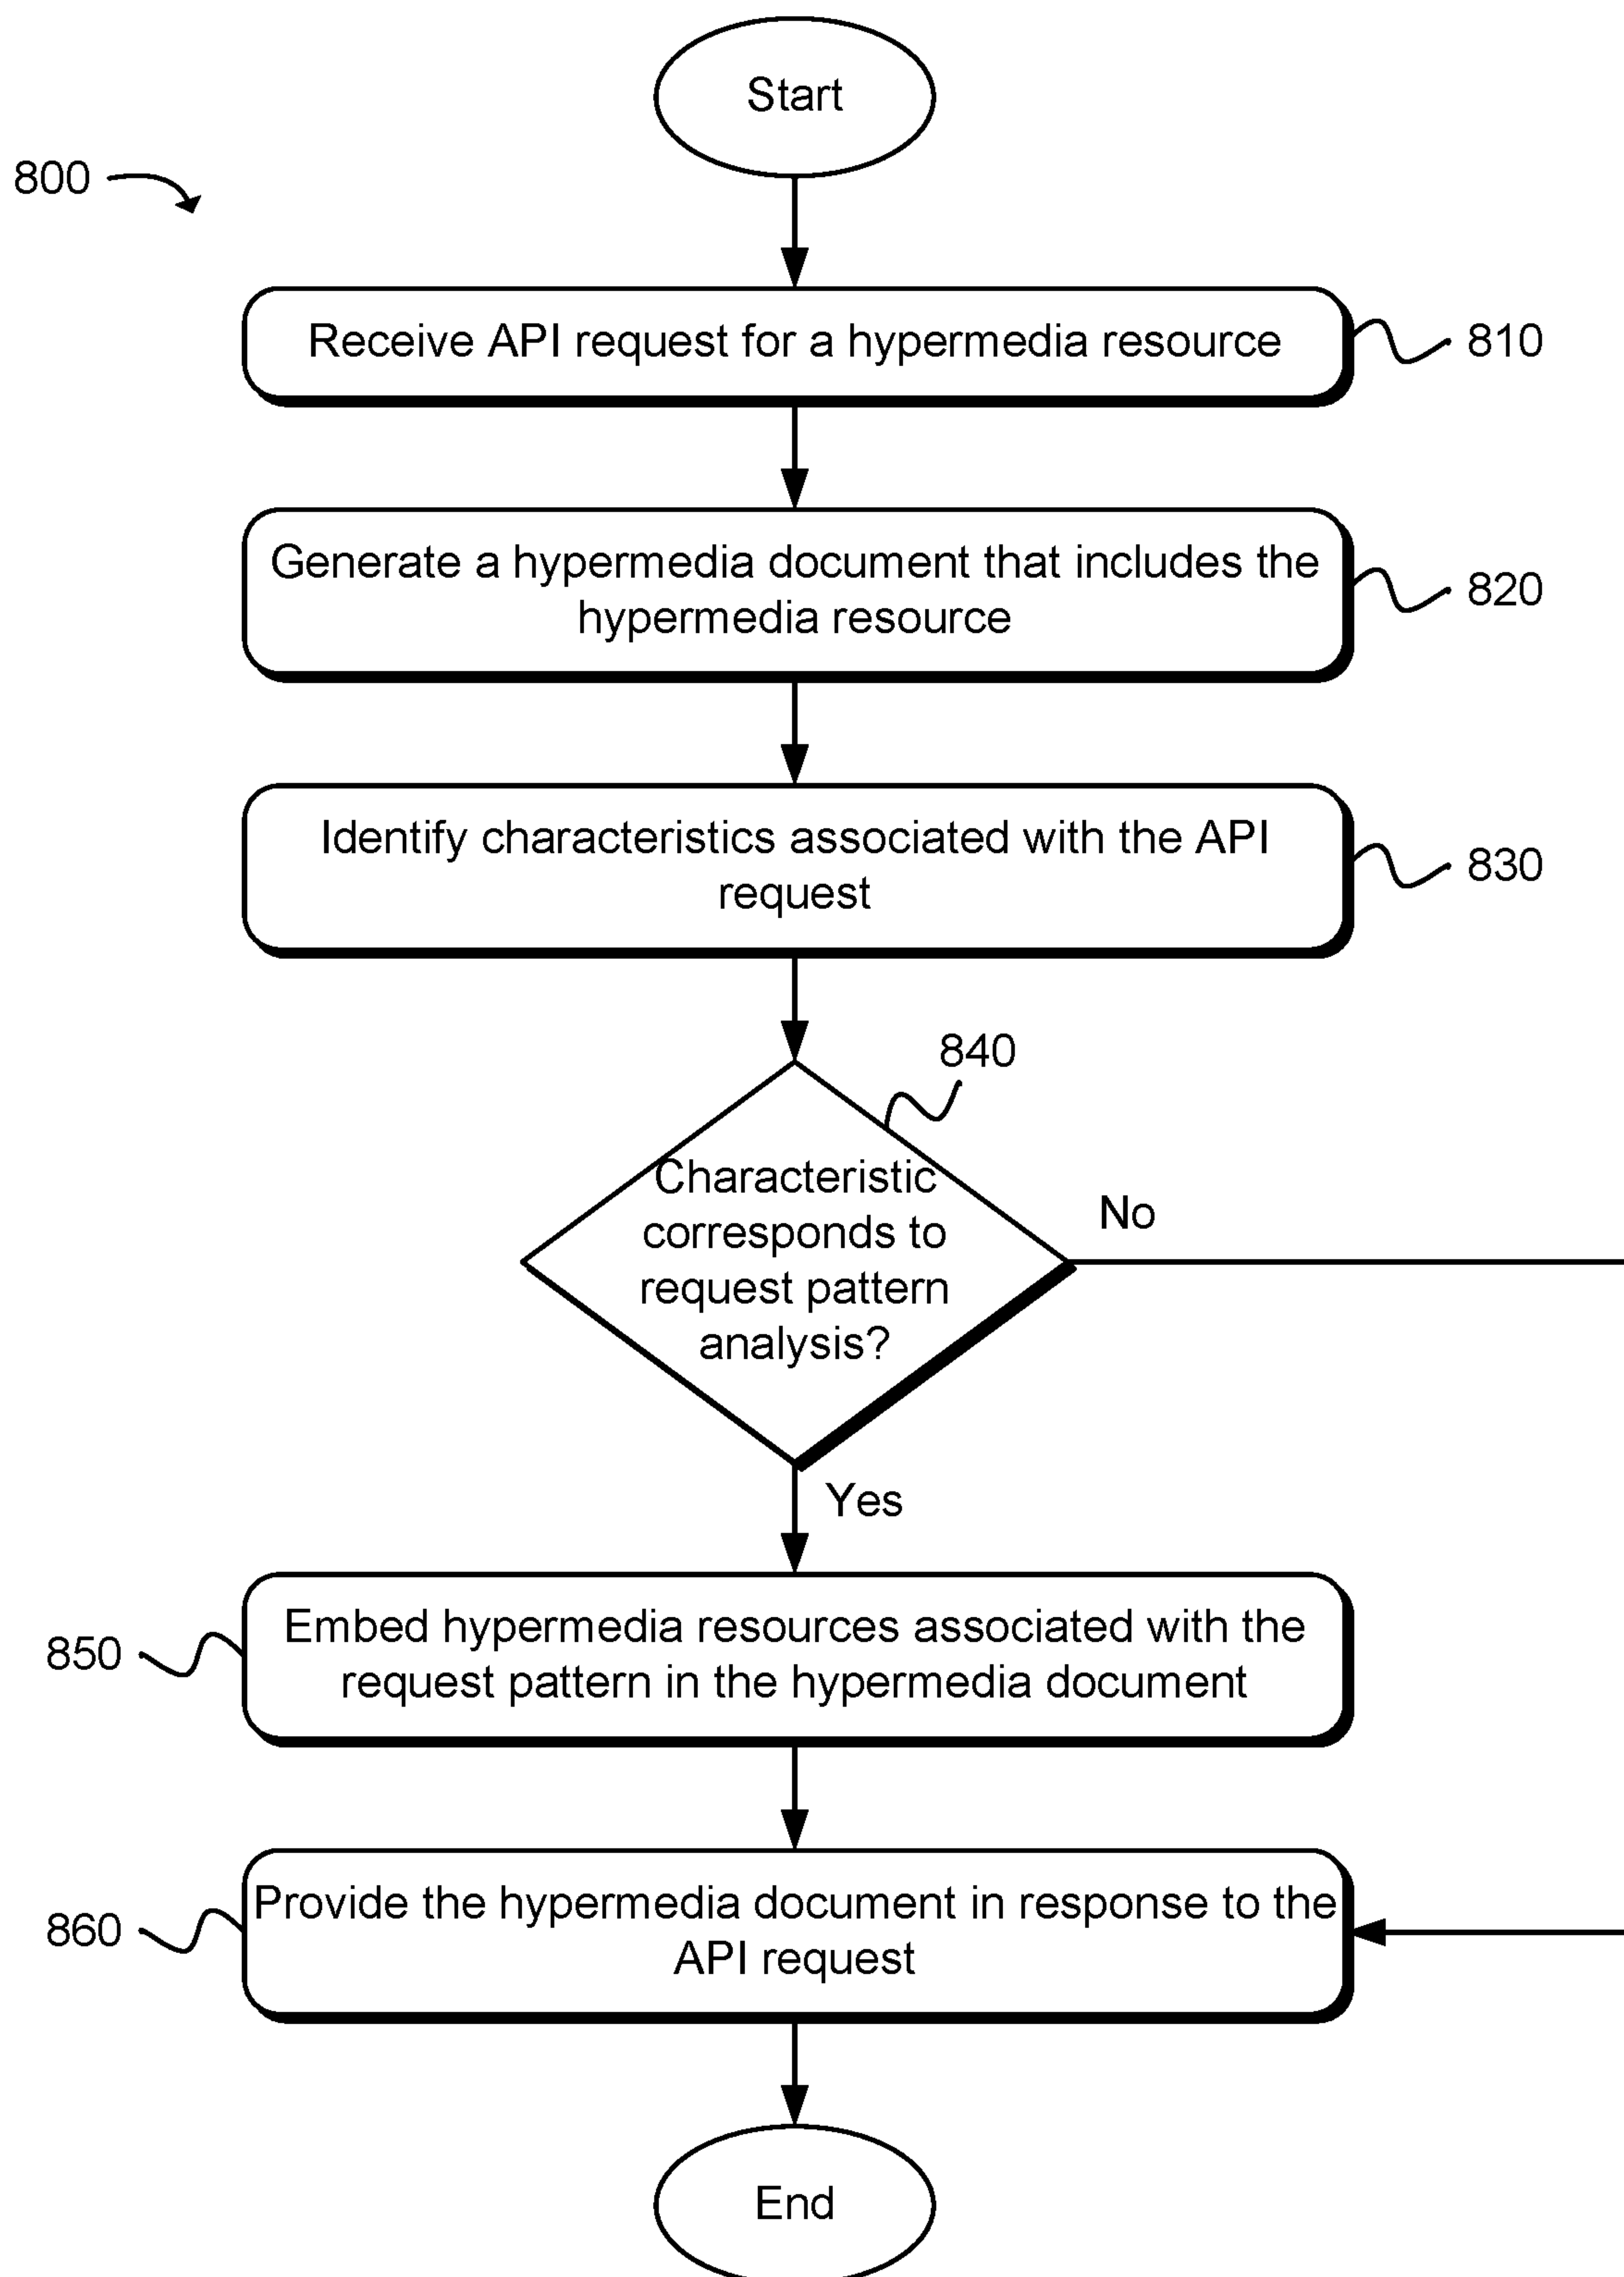 Start
800
Receive API request for a hypermedia resource
810
Generate a hypermedia document that includes the
hypermedia resource
820
Identify characteristics associated with the API
request
830
840
Characteristic
corresponds to
request pattern
analysis?
No
Yes
Embed hypermedia resources associated with the
request pattern in the hypermedia document
850
Provide the hypermedia document in response to the
API request
860
End